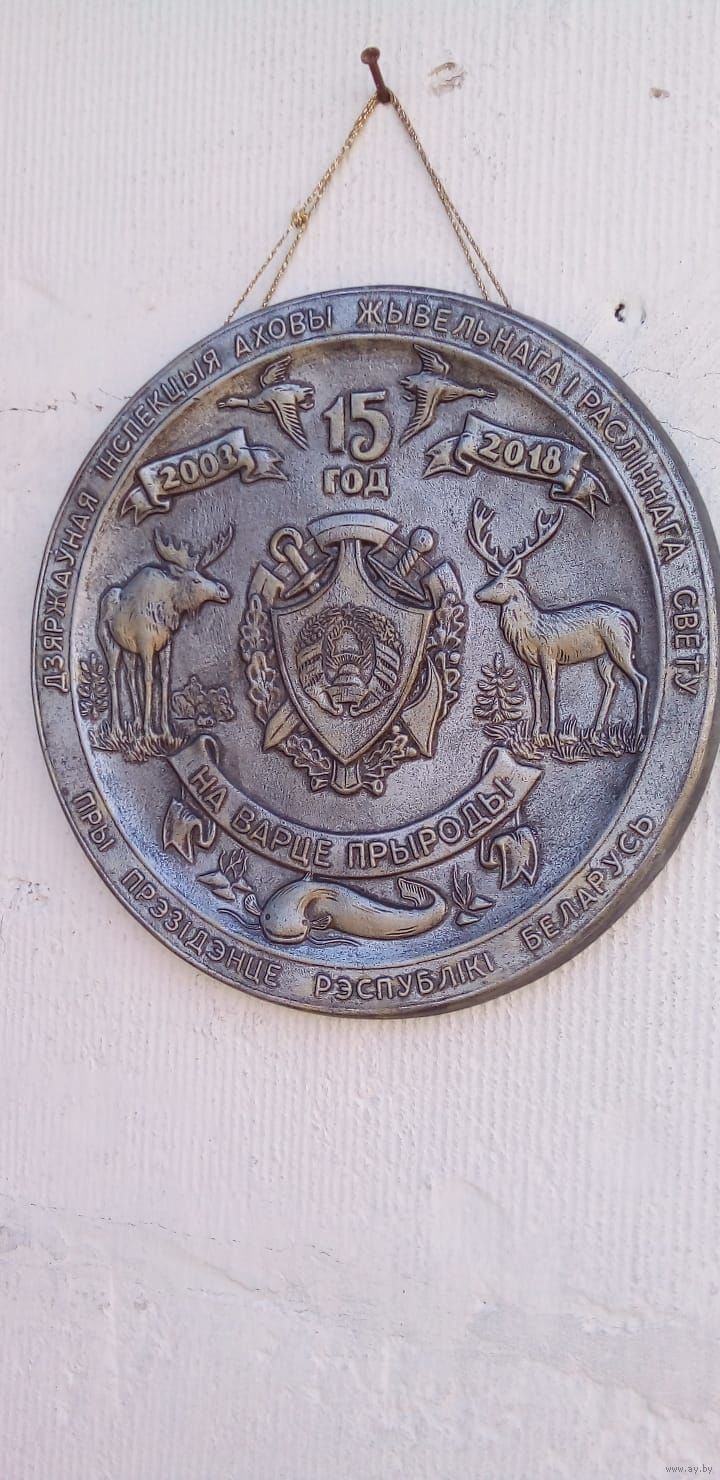 ДЗЯРЖАЎНАЯ ІНСПЕКЦЫЯ АХОВЫ ЖЫВЕЛЬНАГА І РАСЛІННАГА СВЕТУ
15
ГОД
2003
2018
НА ВАРЦЕ ПРЫРОДЫ
ПРЫ ПРЭЗІДЭНЦЕ РЭСПУБЛІКІ БЕЛАРУСЬ
www.ay.by